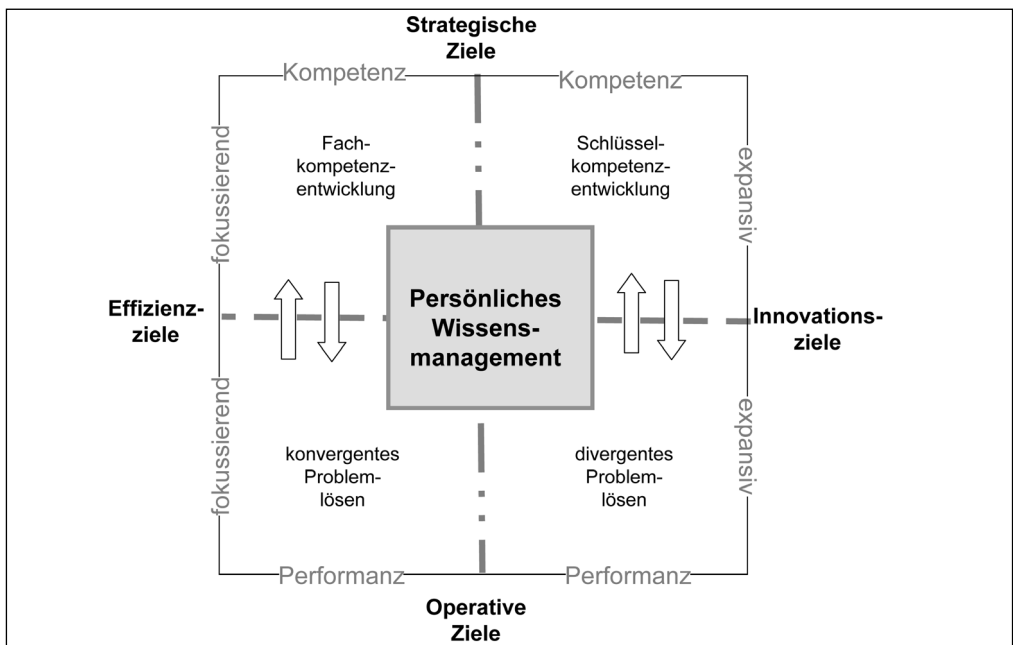 Strategische
Ziele
Kompetenz
Kompetenz
fokussierend
Fach-
kompetenz-
entwicklung
Schlüssel-
kompetenz-
entwicklung
expansiv
Effizienz-
ziele
Persönliches
Wissens-
management
Innovations-
ziele
fokussierend
konvergentes
Problem-
lösen
divergentes
Problem-
lösen
expansiv
Performanz
Performanz
Operative
Ziele